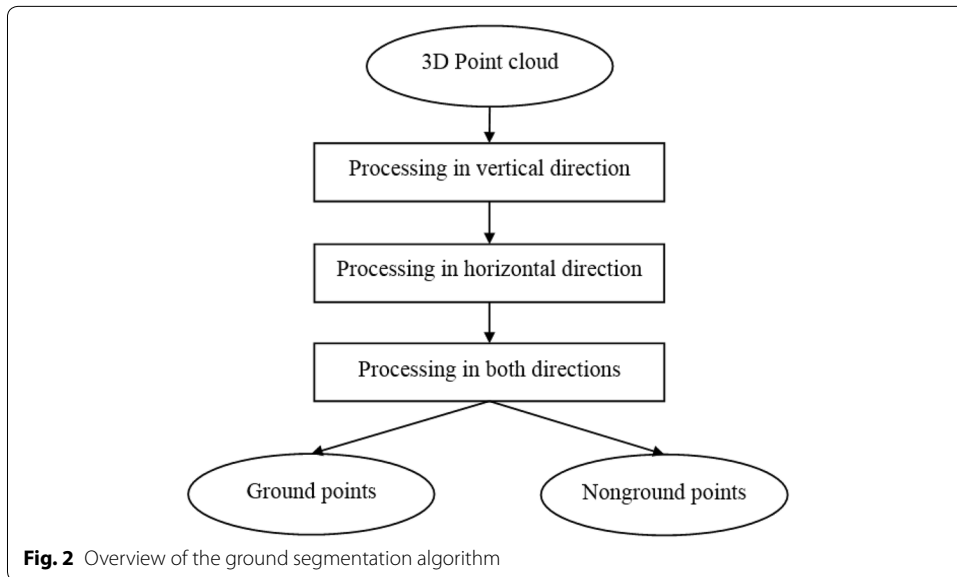 3D Point cloud
Processing in vertical direction
Processing in horizontal direction
Processing in both directions
Ground points
Nonground points
Fig. 2 Overview of the ground segmentation algorithm